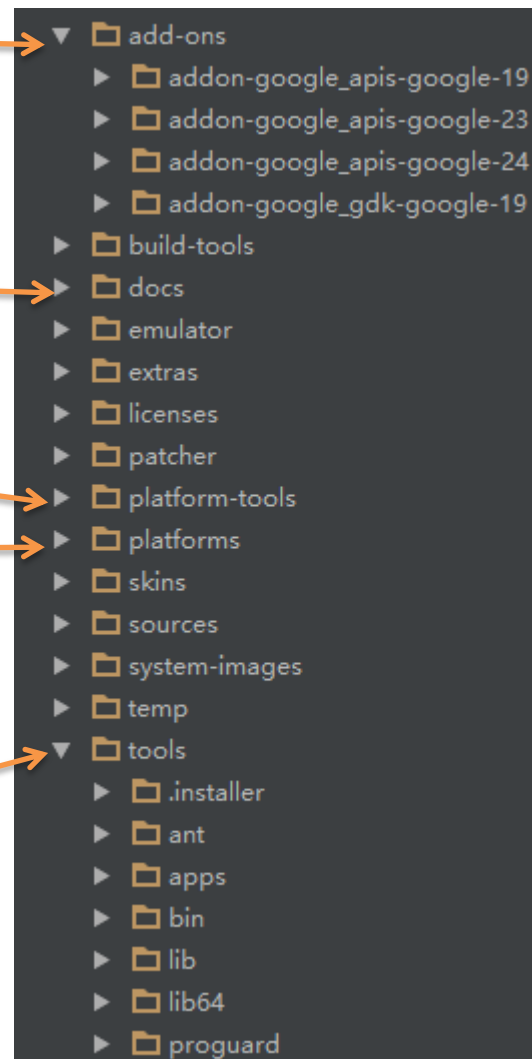 add-ons
addon-google_apis-google-19
addon-google_apis-google-23
addon-google_apis-google-24
addon-google_gdk-google-19
build-tools
docs
emulator
extras
licenses
patcher
platform-tools
platforms
skins
sources
system-images
temp
tools
.installer
ant
apps
bin
lib
lib64
proguard